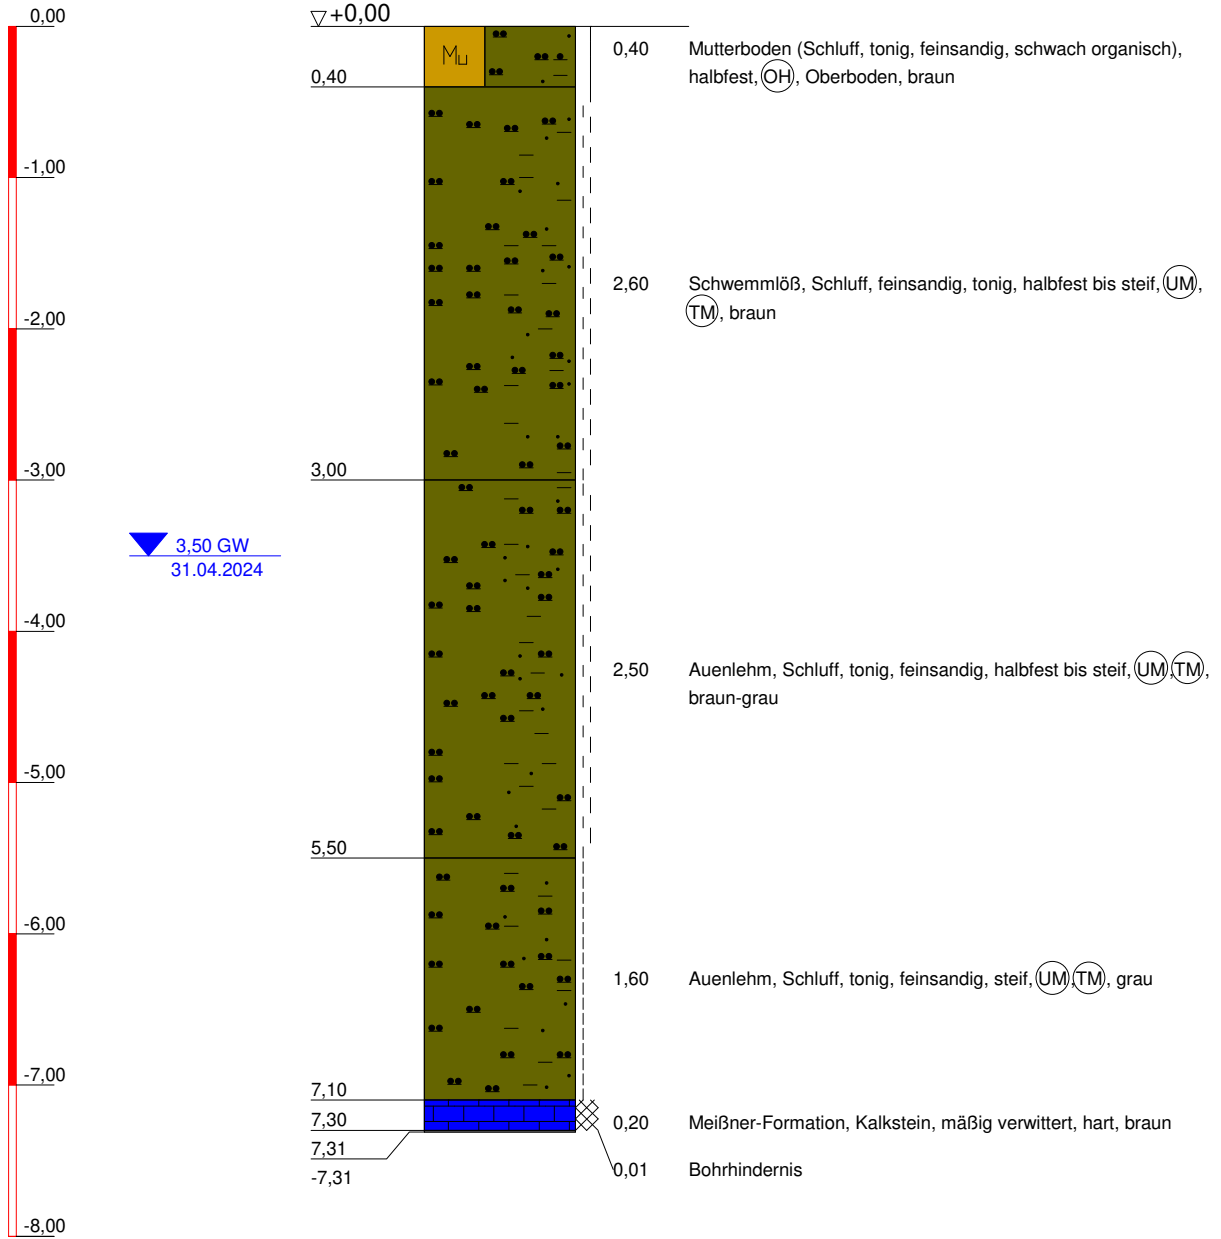 0,00
+0,00
Mu
0,40
Mutterboden (Schluff, tonig, feinsandig, schwach organisch),
halbfest, OH, Oberboden, braun
0,40
-1,00
2,60
Schwemmlöß, Schluff, feinsandig, tonig, halbfest bis steif, UM,
TM, braun
-2,00
-3,00
3,00
3,50 GW
31.04.2024
-4,00
2,50
Auenlehm, Schluff, tonig, feinsandig, halbfest bis steif, UM, TM,
braun-grau
-5,00
5,50
-6,00
1,60
Auenlehm, Schluff, tonig, feinsandig, steif, UM, TM, grau
-7,00
7,10
7,30
0,20
Meißner-Formation, Kalkstein, mäßig verwittert, hart, braun
7,31
-7,31
0,01
Bohrhindernis
-8,00